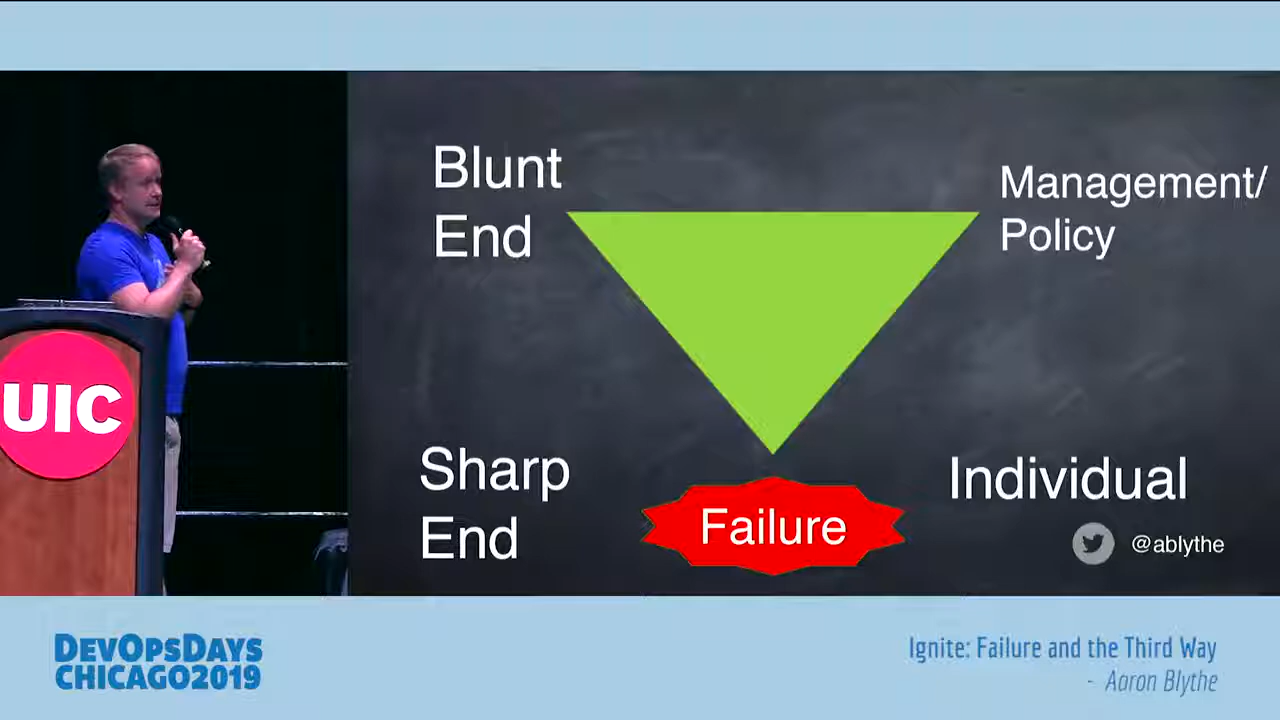 Blunt
End
Management/
Policy
Sharp
End
Failure
Individual
@ablythe
UIC
DEVOPSDAYS
CHICAGO2019
Ignite: Failure and the Third Way
- Aaron Blythe